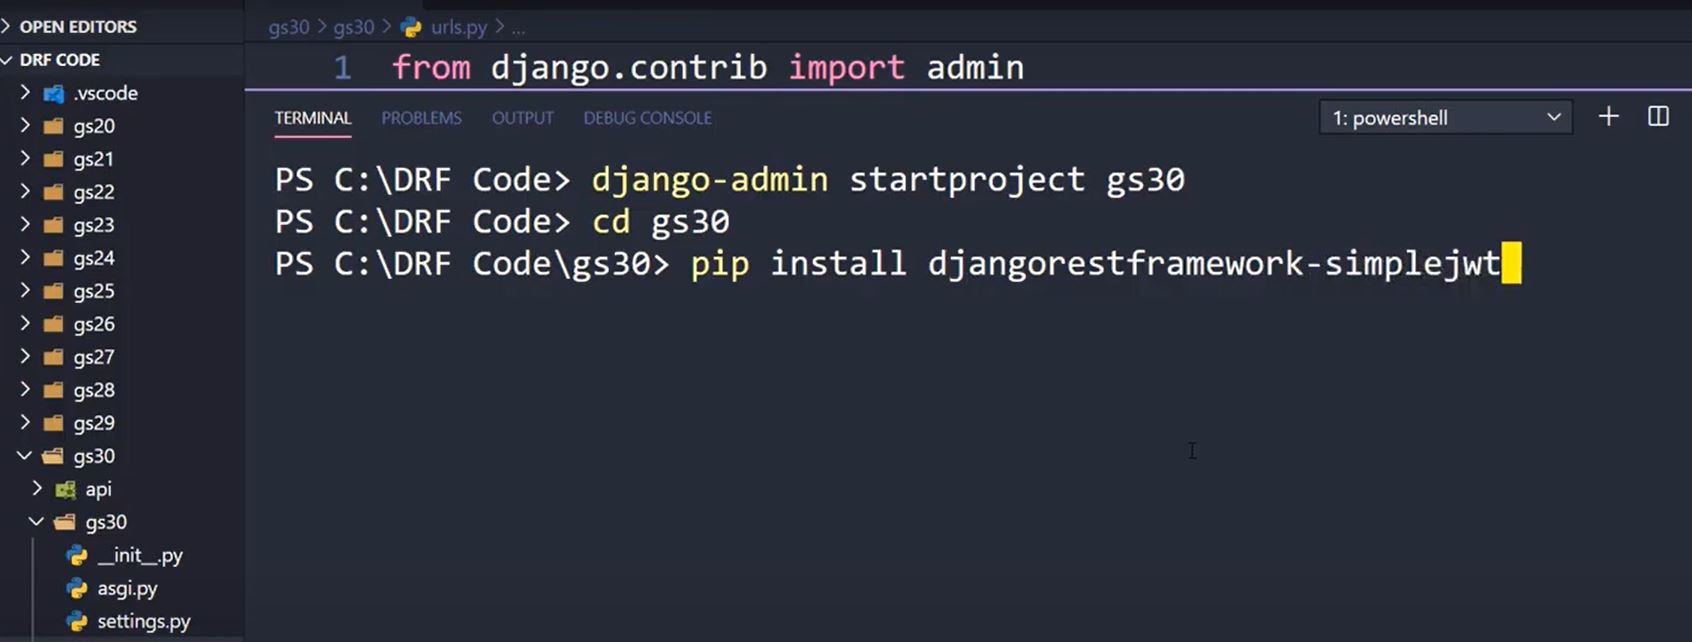 OPEN EDITORS
DRF CODE
.vscode
gs20
gs21
gs22
gs23
gs24
gs25
gs26
gs27
gs28
gs29
gs30
api
gs30
__init__.py
asgi.py
settings.py
gs30 > gs30 > urls.py > ...
1 from django.contrib import admin
TERMINAL PROBLEMS OUTPUT DEBUG CONSOLE 1: powershell
PS C:\DRF Code> django-admin startproject gs30
PS C:\DRF Code> cd gs30
PS C:\DRF Code\gs30> pip install djangorestframework-simplejwt